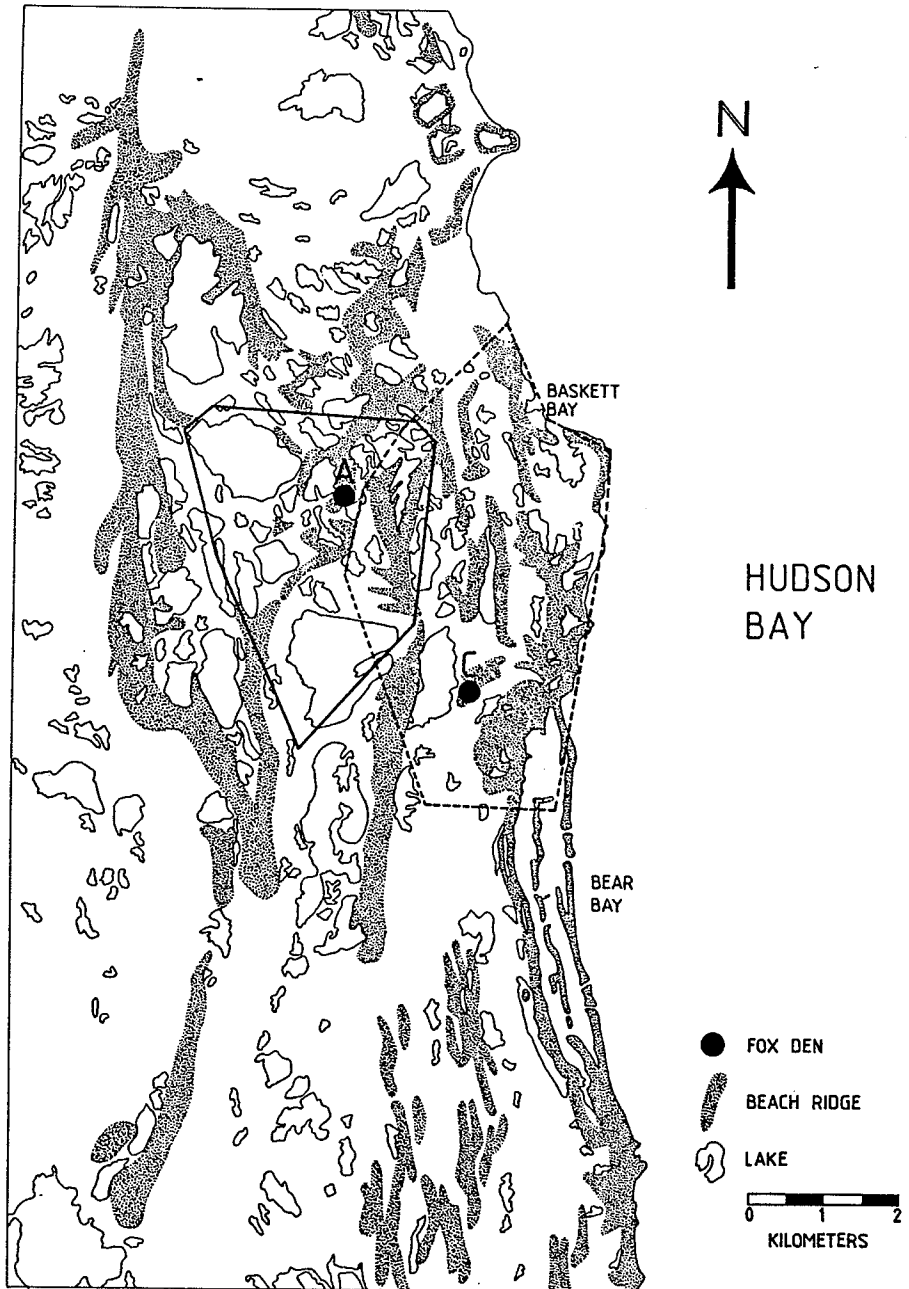 N
BASKETT
BAY
A
HUDSON
BAY
C
BEAR
BAY
FOX DEN
BEACH RIDGE
LAKE
0 1 2
KILOMETERS